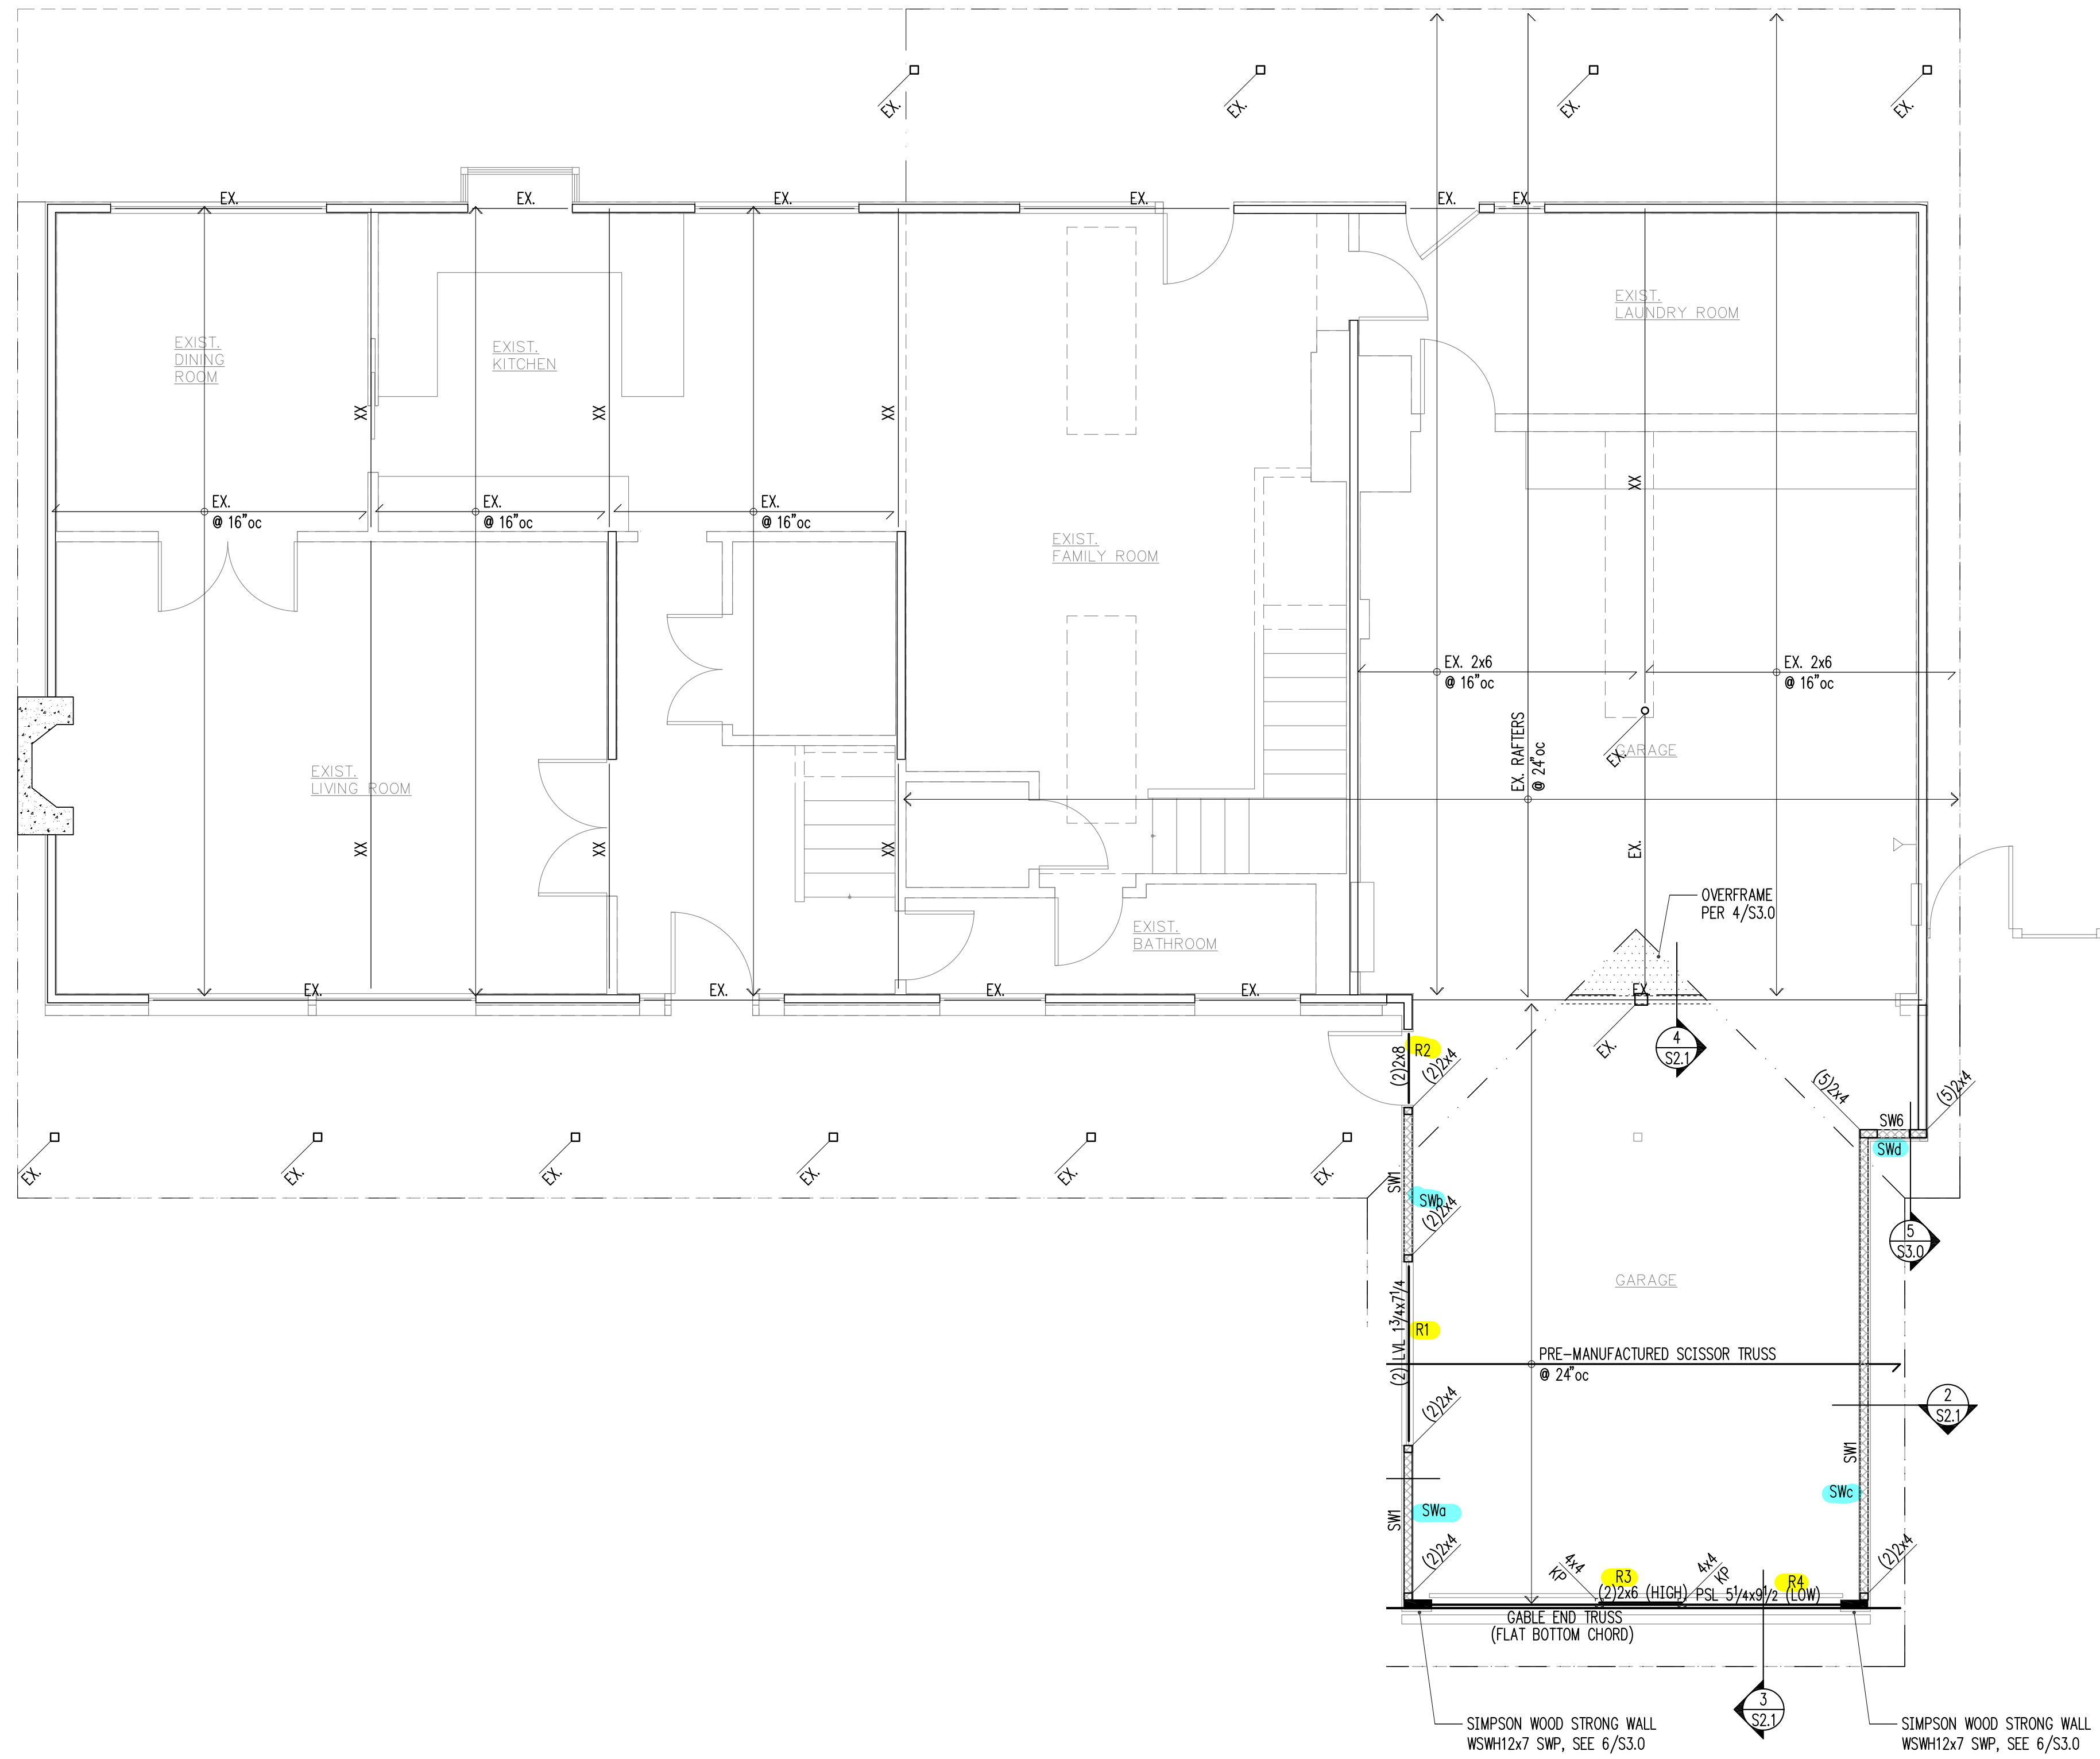 EX.
EX.
EX.
EX.
EX.
EX.
EX.
EX.
EX.
EX.
EXIST.
DINING
ROOM
EXIST.
KITCHEN
EXIST.
LAUNDRY ROOM
XX
XX
XX
XX
EX.
@ 16"oc
EX.
@ 16"oc
EX.
@ 16"oc
EXIST.
FAMILY ROOM
EX. 2x6
@ 16"oc
EX. 2x6
@ 16"oc
EX. RAFTERS
@ 24"oc
EX.
GARAGE
EXIST.
LIVING ROOM
XX
XX
XX
EX.
OVERFRAME
PER 4/S3.0
EXIST.
BATHROOM
EX.
EX.
EX.
EX.
EX.
EX.
4
S2.1
(2)2x8
R2
(2)2x4
(5)2x4
(5)2x4
SW6
SWd
EX.
EX.
EX.
EX.
EX.
EX.
SW1
SWb
(2)2x4
5
S3.0
GARAGE
(2) LVL 1 3/4x7 1/4
R1
PRE-MANUFACTURED SCISSOR TRUSS
@ 24"oc
(2)2x4
2
S2.1
SW1
SWc
SW1
SWa
(2)2x4
4x4
KP
R3
4x4
KP
R4
(2)2x4
(2)2x6 (HIGH)
PSL 5 1/4x9 1/2 (LOW)
GABLE END TRUSS
(FLAT BOTTOM CHORD)
3
S2.1
SIMPSON WOOD STRONG WALL
WSWH12x7 SWP, SEE 6/S3.0
SIMPSON WOOD STRONG WALL
WSWH12x7 SWP, SEE 6/S3.0